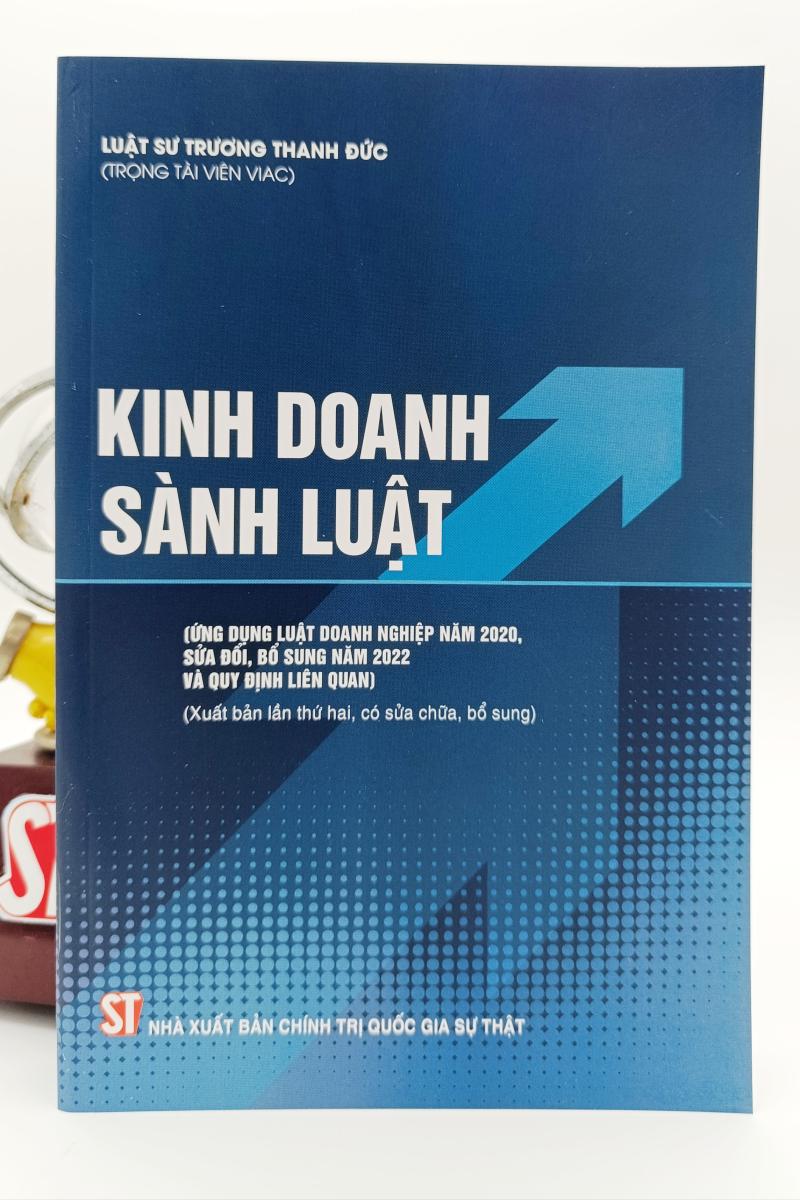 LUẬT SƯ TRƯƠNG THANH ĐỨC
(TRỌNG TÀI VIÊN VIAC)
KINH DOANH
SÀNH LUẬT
(ỨNG DỤNG LUẬT DOANH NGHIỆP NĂM 2020,
SỬA ĐỔI, BỔ SUNG NĂM 2022
VÀ QUY ĐỊNH LIÊN QUAN)
(Xuất bản lần thứ hai, có sửa chữa, bổ sung)
ST NHÀ XUẤT BẢN CHÍNH TRỊ QUỐC GIA SỰ THẬT